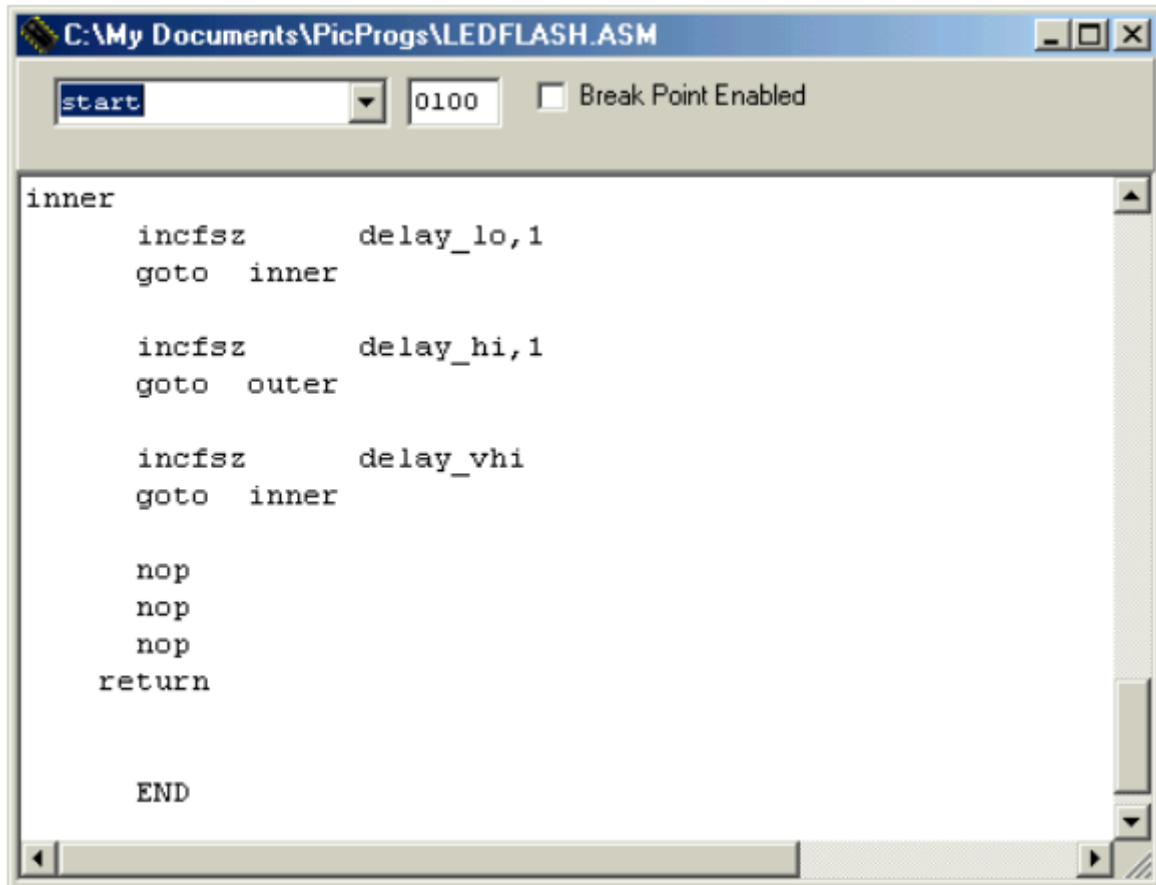 C:\My Documents\PicProgs\LEDFLASH.ASM
start 0100 Break Point Enabled
inner
incfsz delay_lo,1
goto inner
incfsz delay_hi,1
goto outer
incfsz delay_vhi
goto inner
nop
nop
nop
return
END